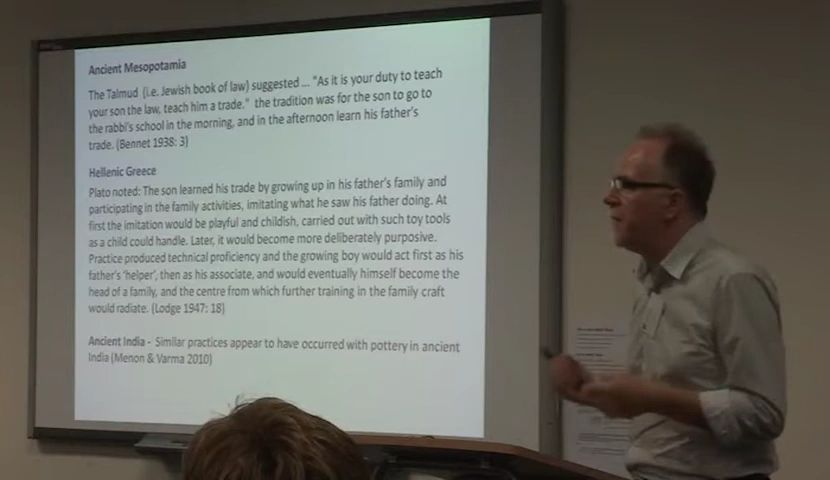 Ancient Mesopotamia
The Talmud (i.e. Jewish book of law) suggested ... "As it is your duty to teach
your son the law, teach him a trade." the tradition was for the son to go to
the rabbi's school in the morning, and in the afternoon learn his father's
trade. (Bennet 1938: 3)
Hellenic Greece
Plato noted: The son learned his trade by growing up in his father's family and
participating in the family activities, imitating what he saw his father doing. At
first the imitation would be playful and childish, carried out with such toy tools
as a child could handle. Later, it would become more deliberately purposive.
Practice produced technical proficiency and the growing boy would act first as his
father's 'helper', then as his associate, and would eventually himself become the
head of a family, and the centre from which further training in the family craft
would radiate. (Lodge 1947: 18)
Ancient India - Similar practices appear to have occurred with pottery in ancient
India (Menon & Varma 2010)